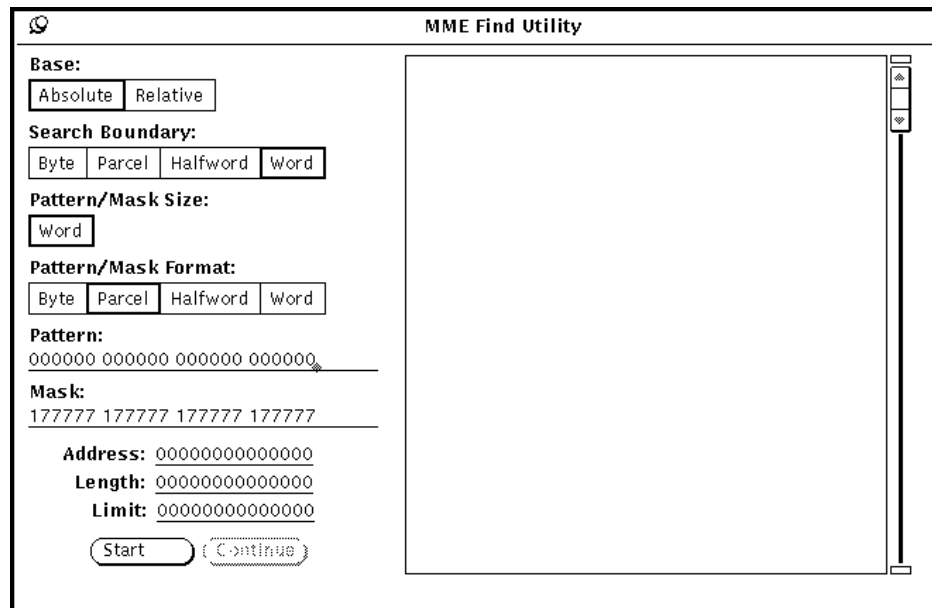 MME Find Utility
Base:
Absolute Relative
Search Boundary:
Byte Parcel Halfword Word
Pattern/Mask Size:
Word
Pattern/Mask Format:
Byte Parcel Halfword Word
Pattern:
000000 000000 000000 000000
Mask:
177777 177777 177777 177777
Address: 00000000000000
Length: 00000000000000
Limit: 00000000000000
Start Continue